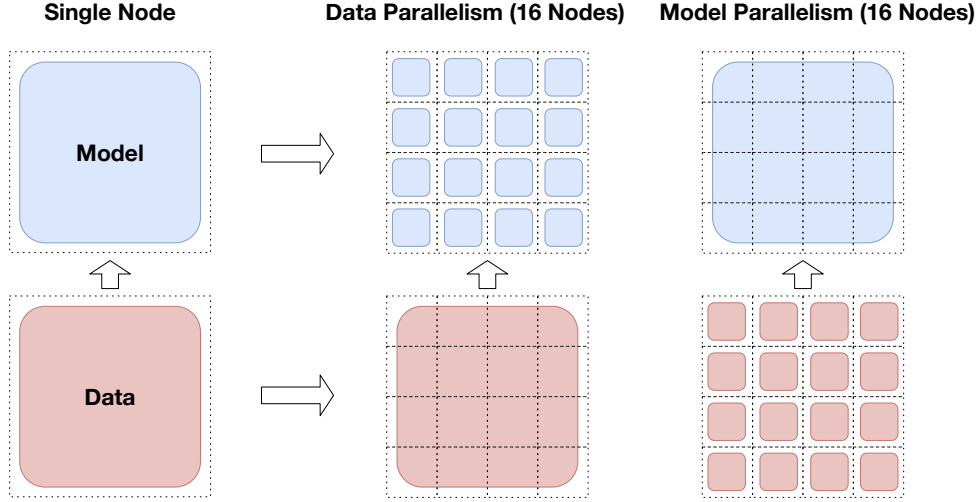 Single Node
Data Parallelism (16 Nodes)
Model Parallelism (16 Nodes)
Model
Data